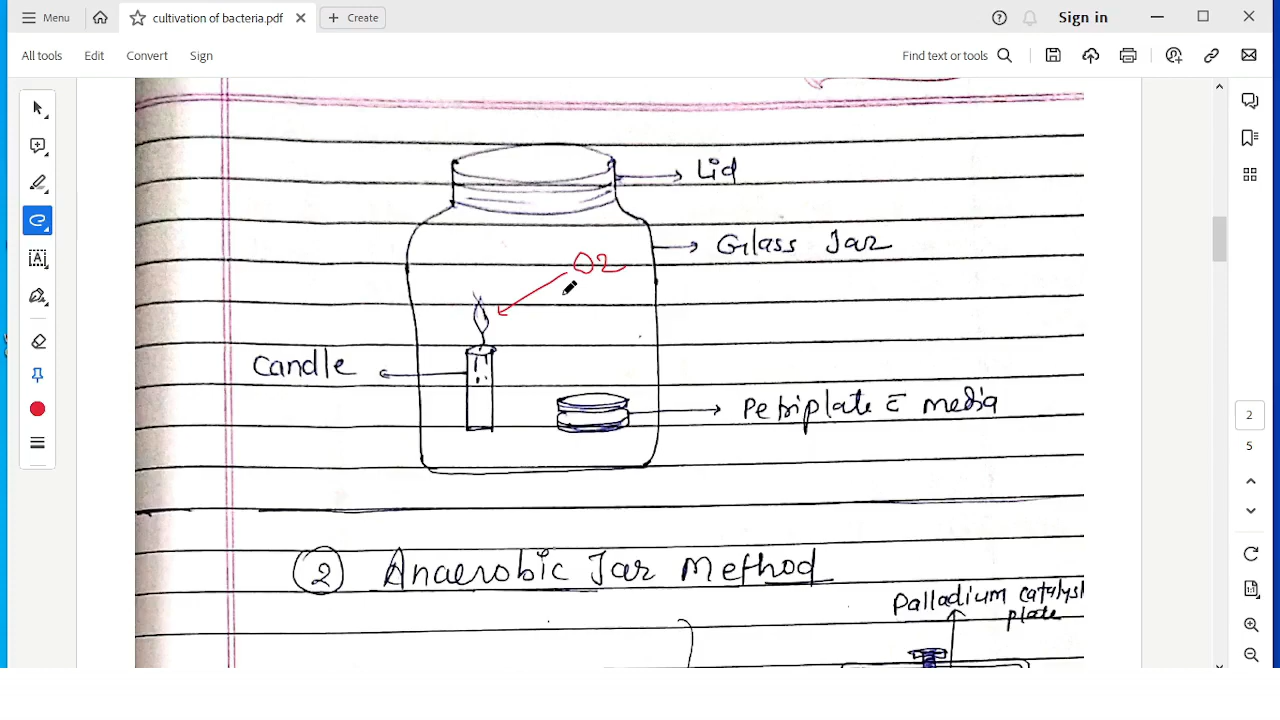 Menu
cultivation of bacteria.pdf
Create
Sign in
All tools
Edit
Convert
Sign
Find text or tools
Lid
Glass Jar
O2
Candle
Petriplate c̄ media
2
5
② Anaerobic Jar Method
Palladium catalyst
plate